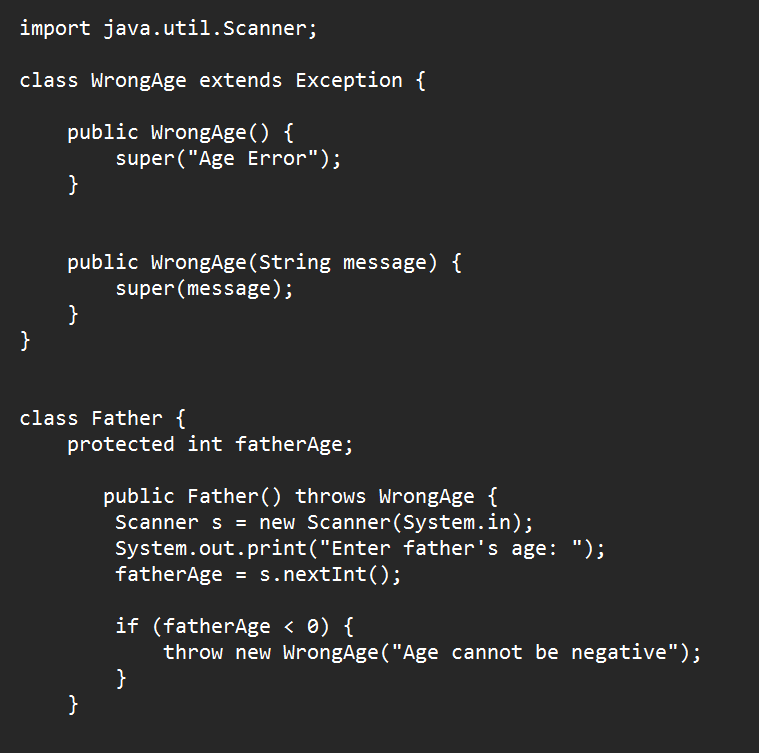 import java.util.Scanner;
class WrongAge extends Exception {
    public WrongAge() {
        super("Age Error");
    }
    public WrongAge(String message) {
        super(message);
    }
}
class Father {
    protected int fatherAge;
       public Father() throws WrongAge {
        Scanner s = new Scanner(System.in);
        System.out.print("Enter father's age: ");
        fatherAge = s.nextInt();
        if (fatherAge < 0) {
            throw new WrongAge("Age cannot be negative");
        }
    }